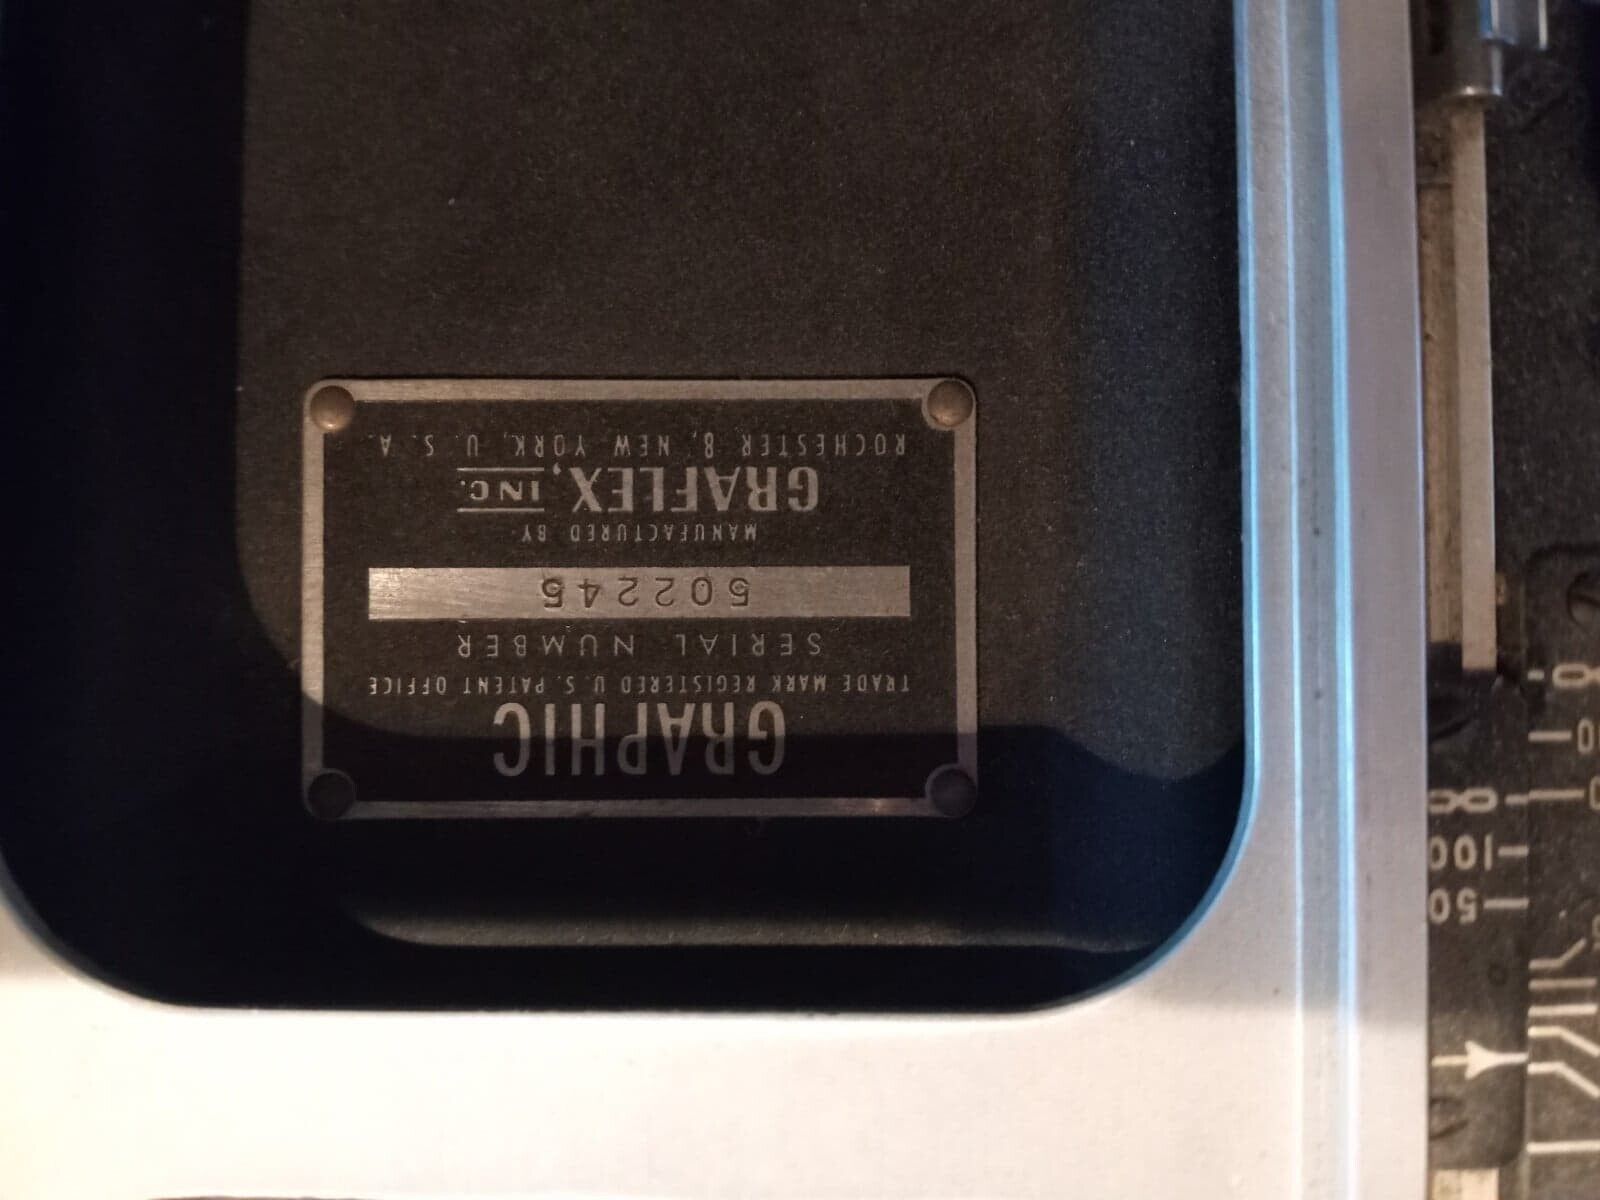 GRAPHIC
TRADE MARK REGISTERED U.S. PATENT OFFICE
SERIAL NUMBER
502245
MANUFACTURED BY
GRAFLEX, INC.
ROCHESTER 8, NEW YORK, U. S. A.
50
100
∞
∞